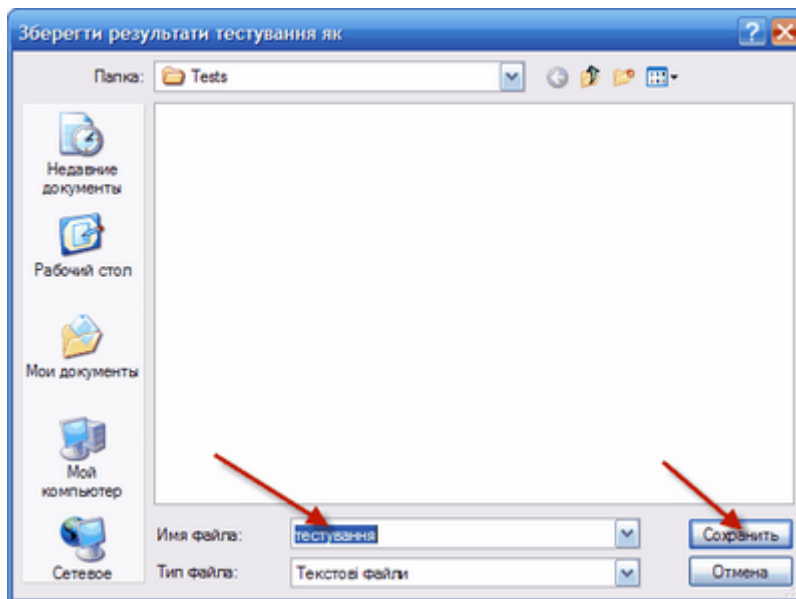 Зберегти результати тестування як
Папка: Tests
Недавние
документы
Рабочий стол
Мои документы
Мой
компьютер
Сетевое
Имя файла: тестування Сохранить
Тип файла: Текстові файли Отмена